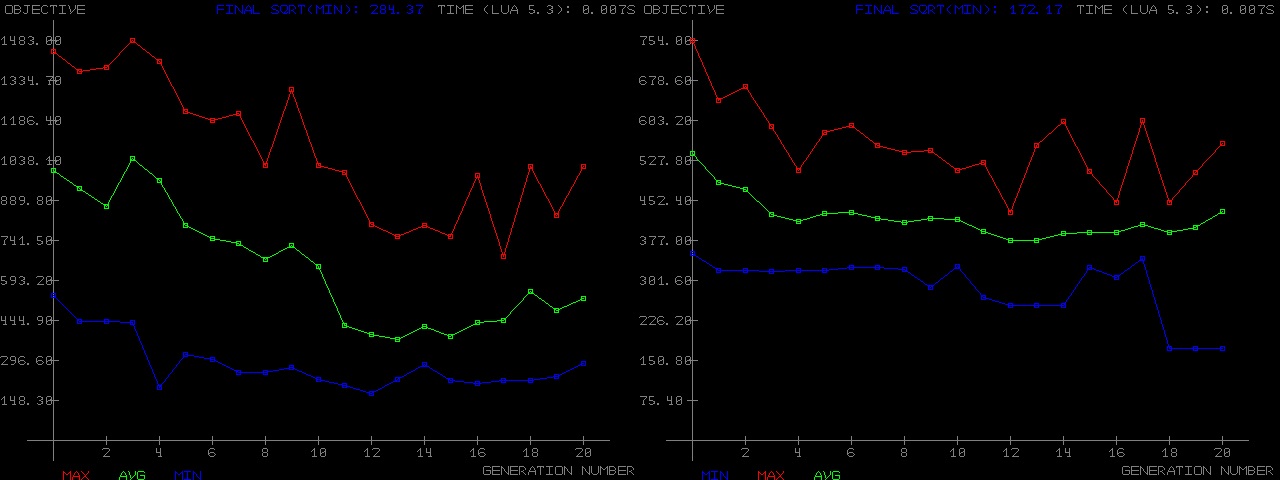 OBJECTIVE FINAL SQRT(MIN): 284.37 TIME (LUA 5.3): 0.007S
1483.00
1334.70
1186.40
1038.10
889.80
741.50
593.20
444.90
296.60
148.30
2 4 6 8 10 12 14 16 18 20
GENERATION NUMBER
MAX AVG MIN
OBJECTIVE FINAL SQRT(MIN): 172.17 TIME (LUA 5.3): 0.007S
754.00
678.60
603.20
527.80
452.40
377.00
301.60
226.20
150.80
75.40
2 4 6 8 10 12 14 16 18 20
GENERATION NUMBER
MIN MAX AVG